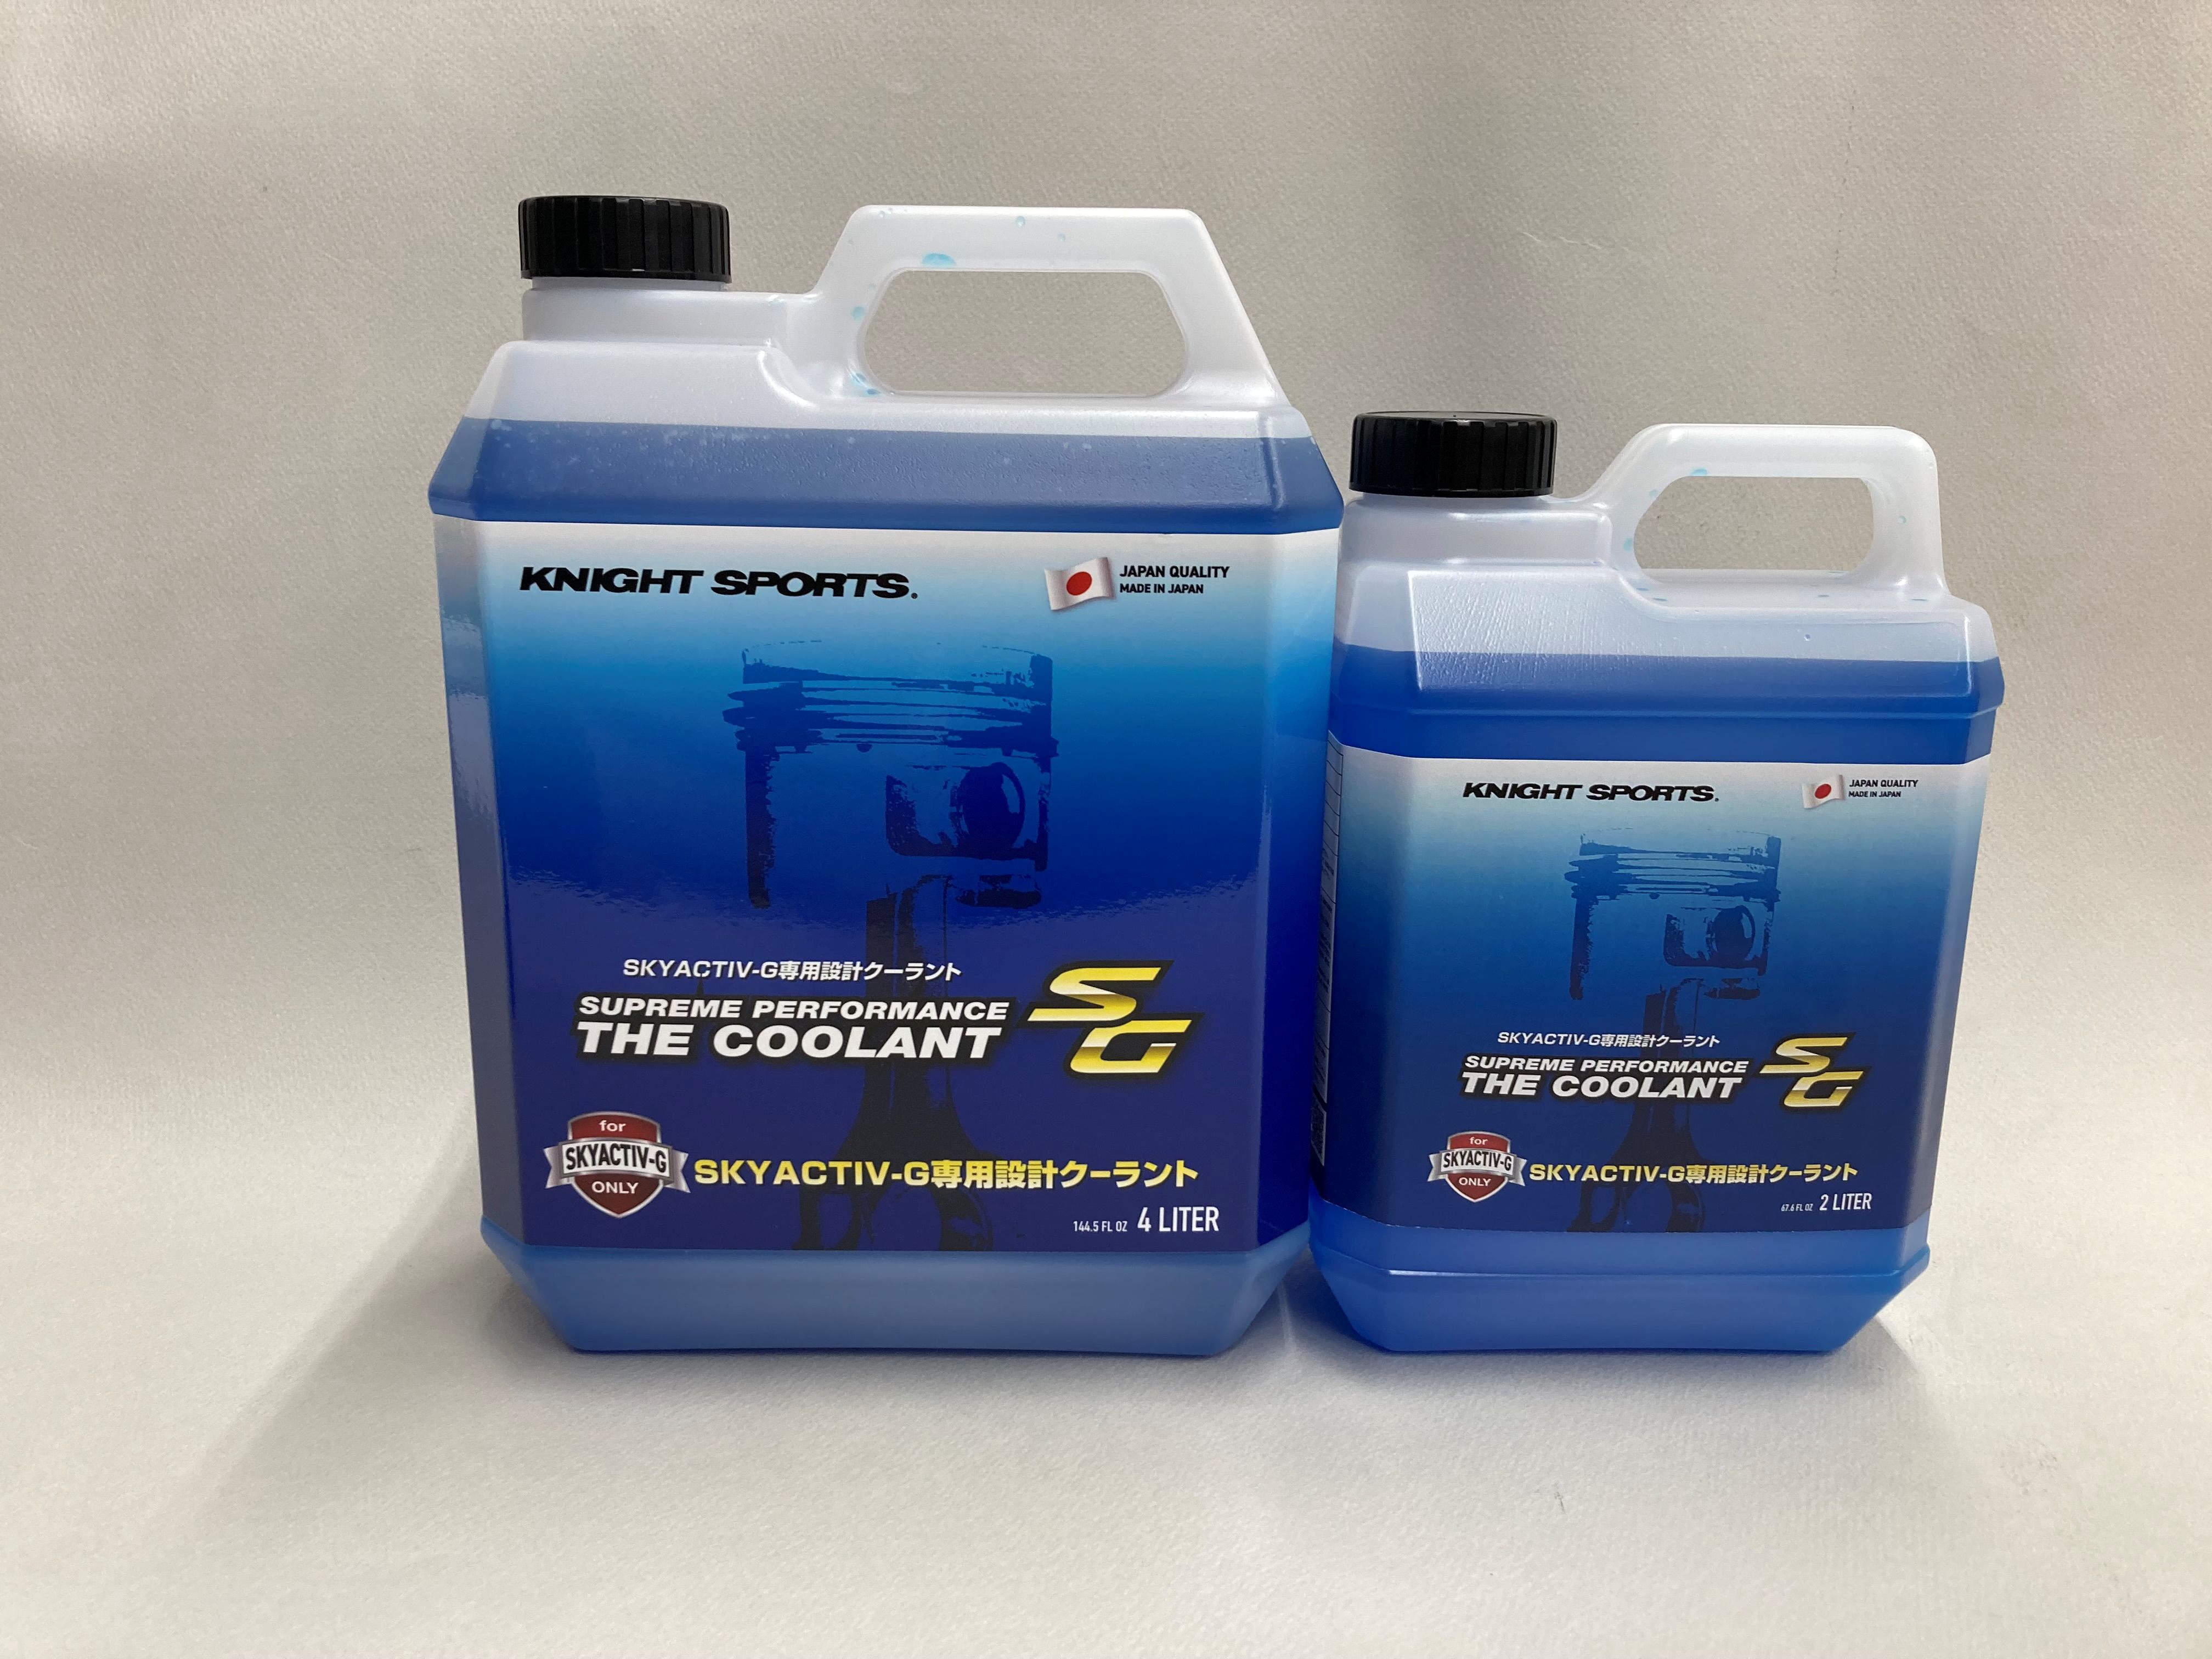 KNIGHT SPORTS.
JAPAN QUALITY
MADE IN JAPAN
SKYACTIV-G専用設計クーラント
SUPREME PERFORMANCE
THE COOLANT
SG
for
SKYACTIV-G
ONLY
SKYACTIV-G専用設計クーラント
144.5 FL OZ 4 LITER
KNIGHT SPORTS.
JAPAN QUALITY
MADE IN JAPAN
SKYACTIV-G専用設計クーラント
SUPREME PERFORMANCE
THE COOLANT
SG
for
SKYACTIV-G
ONLY
SKYACTIV-G専用設計クーラント
67.6 FL OZ 2 LITER